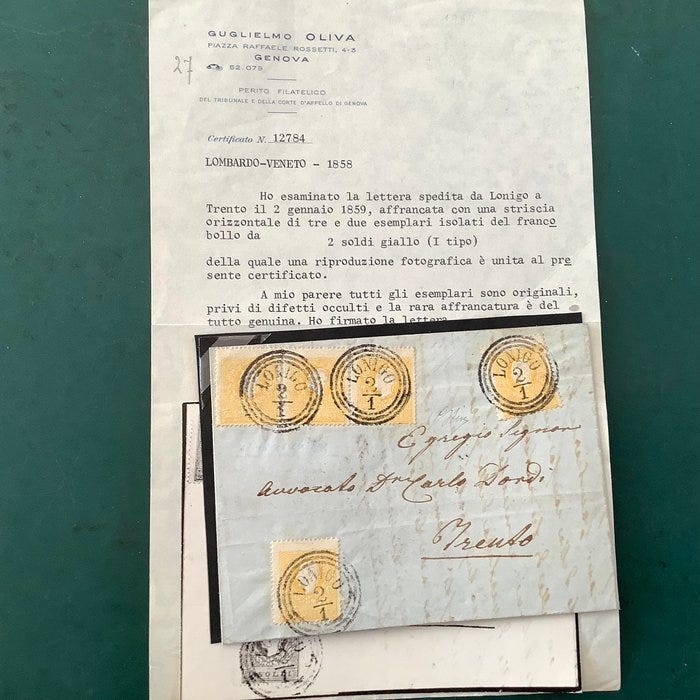 GUGLIELMO OLIVA
PIAZZA RAFFAELE ROSSETTI, 4-3
GENOVA
52.079
27
PERITO FILATELICO
DEL TRIBUNALE E DELLA CORTE D'APPELLO DI GENOVA
Certificato N. 12784
LOMBARDO-VENETO - 1858
Ho esaminato la lettera spedita da Lonigo a
Trento il 2 gennaio 1859, affrancata con una striscia
orizzontale di tre e due esemplari isolati del franco
bollo da
2 soldi giallo (I tipo)
della quale una riproduzione fotografica è unita al pre
sente certificato.
A mio parere tutti gli esemplari sono originali,
privi di difetti occulti e la rara affrancatura è del
tutto genuina. Ho firmato la lettera
LONIGO
2/1
LONIGO
2/1
LONIGO
2/1
Egregio Signore
Avvocato Dr Carlo Dordi
Trento
LONIGO
2/1